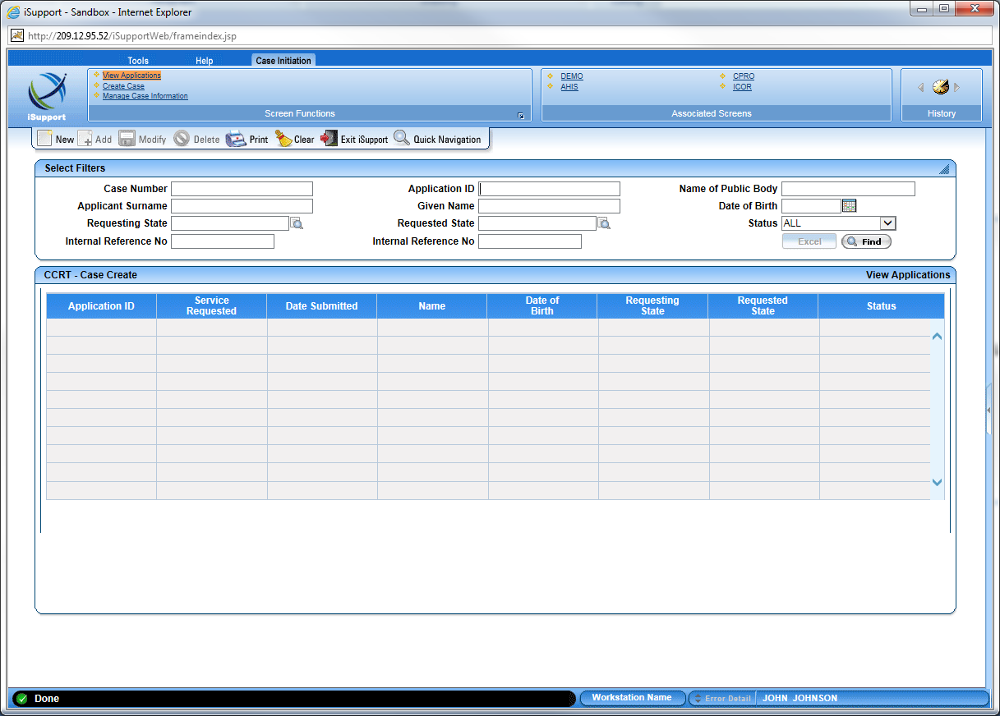 iSupport - Sandbox - Internet Explorer
http://209.12.95.52/iSupportWeb/frameindex.jsp
Tools Help Case Initiation
View Applications
Create Case
Manage Case Information
Screen Functions
DEMO CPRO
AHIS ICOR
Associated Screens
History
iSupport
New Add Modify Delete Print Clear Exit iSupport Quick Navigation
Select Filters
Case Number Application ID Name of Public Body
Applicant Surname Given Name Date of Birth
Requesting State Requested State Status ALL
Internal Reference No Internal Reference No Excel Find
CCRT - Case Create View Applications
Application ID Service Requested Date Submitted Name Date of Birth Requesting State Requested State Status
Done Workstation Name Error Detail JOHN JOHNSON